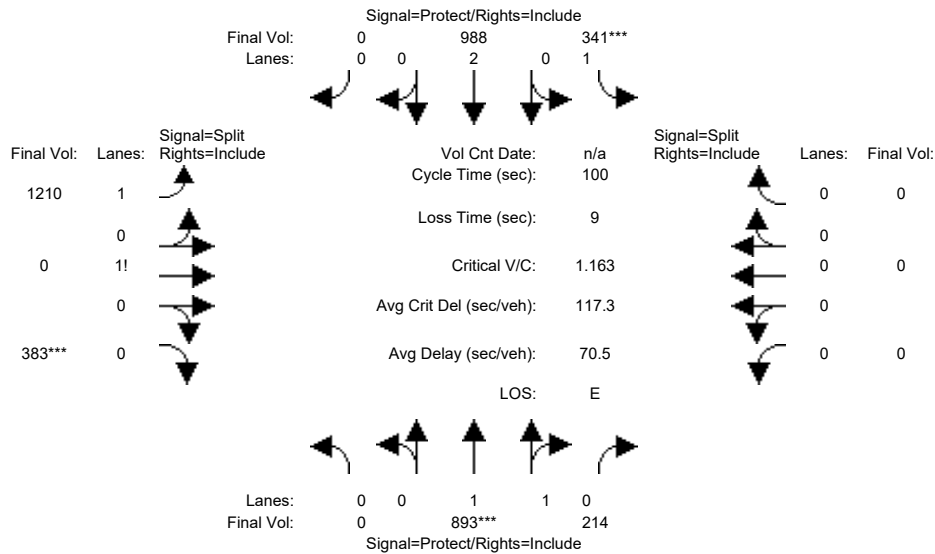 Signal=Protect/Rights=Include
Final Vol: 0 988 341***
Lanes: 0 0 2 0 1
Signal=Split Signal=Split
Final Vol: Lanes: Rights=Include Vol Cnt Date: n/a Rights=Include Lanes: Final Vol:
Cycle Time (sec): 100
1210 1 0 0
Loss Time (sec): 9
0 0
0 1! Critical V/C: 1.163 0 0
0 Avg Crit Del (sec/veh): 117.3 0
383*** 0 Avg Delay (sec/veh): 70.5 0 0
LOS: E
Lanes: 0 0 1 1 0
Final Vol: 0 893*** 214
Signal=Protect/Rights=Include